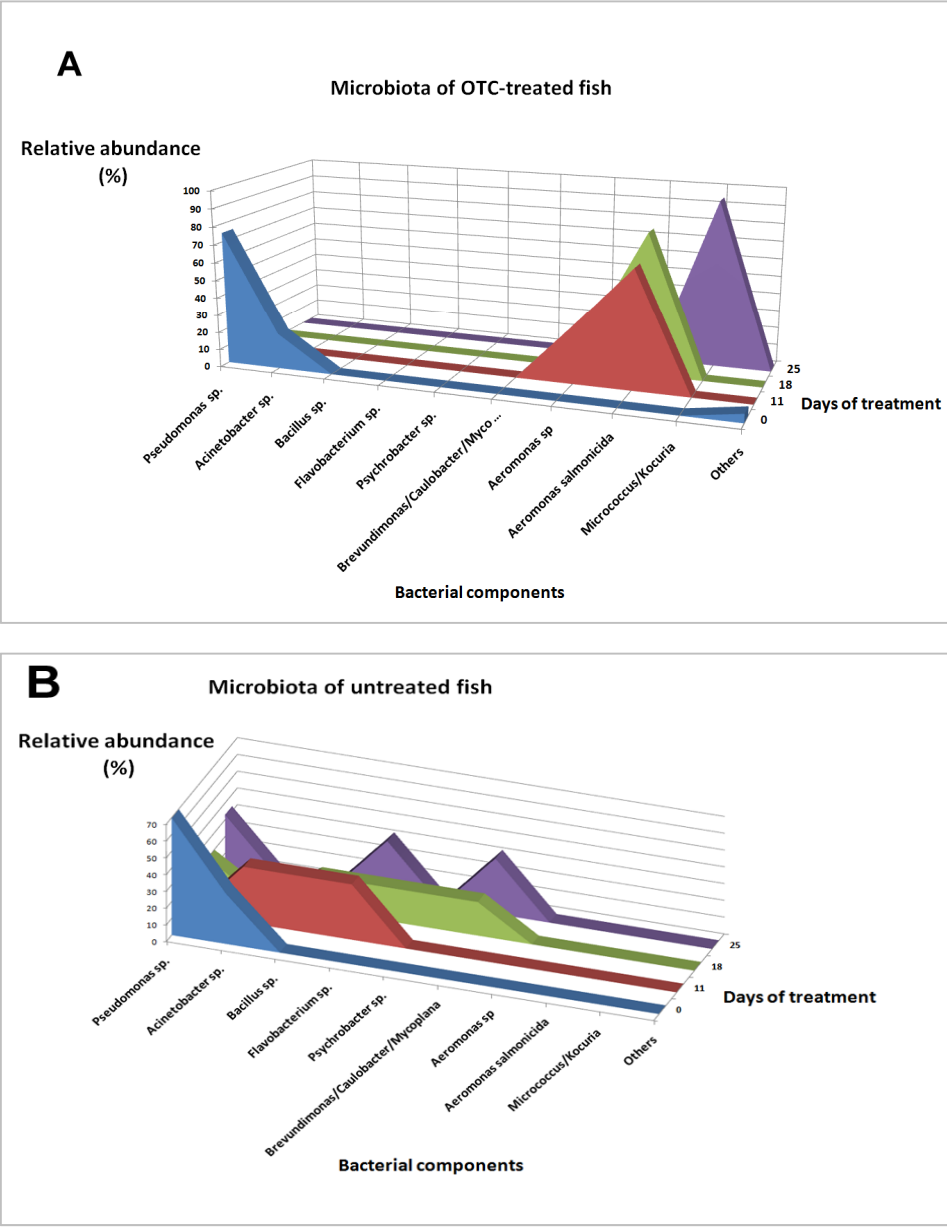 A
Microbiota of OTC-treated fish
Relative abundance
(%)
100
90
80
70
60
50
40
30
20
10
0
25
18
11
0
Days of treatment
Pseudomonas sp.
Acinetobacter sp.
Bacillus sp.
Flavobacterium sp.
Psychrobacter sp.
Brevundimonas/Caulobacter/Myco ...
Aeromonas sp
Aeromonas salmonicida
Micrococcus/Kocuria
Others
Bacterial components
B
Microbiota of untreated fish
Relative abundance
(%)
70
60
50
40
30
20
10
0
25
18
11
0
Days of treatment
Pseudomonas sp.
Acinetobacter sp.
Bacillus sp.
Flavobacterium sp.
Psychrobacter sp.
Brevundimonas/Caulobacter/Mycoplana
Aeromonas sp
Aeromonas salmonicida
Micrococcus/Kocuria
Others
Bacterial components